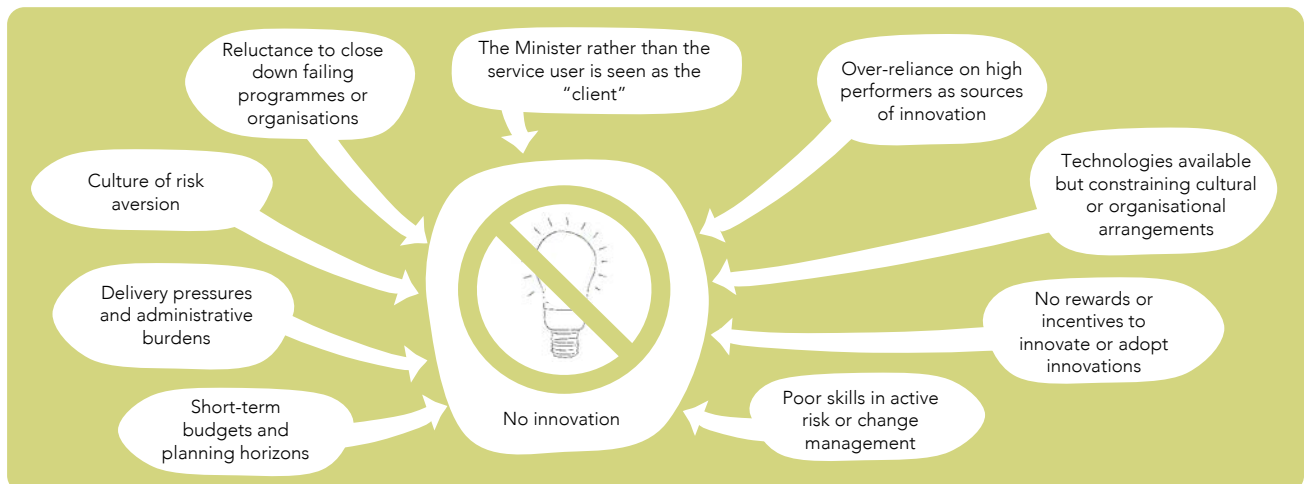 Reluctance to close
down failing
programmes or
organisations
The Minister rather than the
service user is seen as the
“client”
Over-reliance on high
performers as sources
of innovation
Culture of risk
aversion
Technologies available
but constraining cultural
or organisational
arrangements
Delivery pressures
and administrative
burdens
No rewards or
incentives to
innovate or adopt
innovations
Short-term
budgets and
planning horizons
No innovation
Poor skills in active
risk or change
management